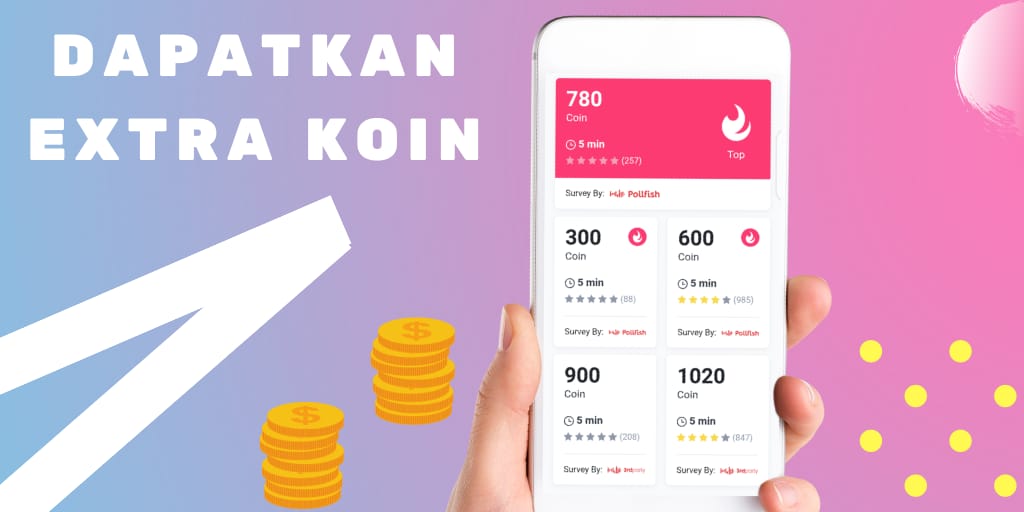 DAPATKAN
EXTRA KOIN
780
Coin
5 min
(257)
Top
Survey By: Pollfish
300
Coin
5 min
(88)
Survey By: Pollfish
600
Coin
5 min
(985)
Survey By: Pollfish
900
Coin
5 min
(208)
Survey By: 3rdparty
1020
Coin
5 min
(847)
Survey By: 3rdparty